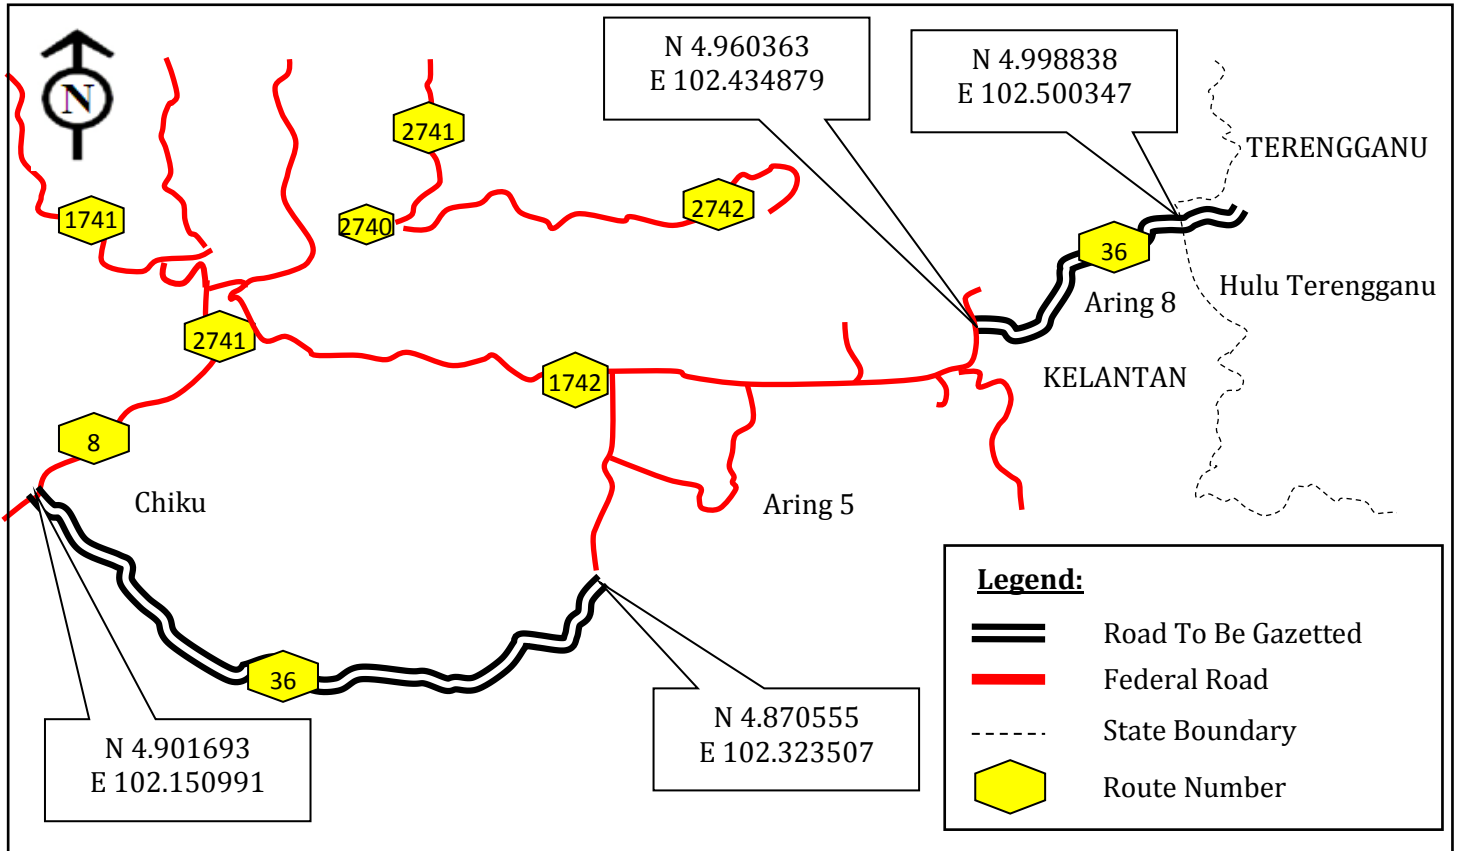 N
N 4.960363
E 102.434879
N 4.998838
E 102.500347
2741
TERENGGANU
1741
2740
2742
36
Aring 8
Hulu Terengganu
2741
1742
KELANTAN
8
Chiku
Aring 5
36
N 4.901693
E 102.150991
N 4.870555
E 102.323507
Legend:
Road To Be Gazetted
Federal Road
State Boundary
Route Number